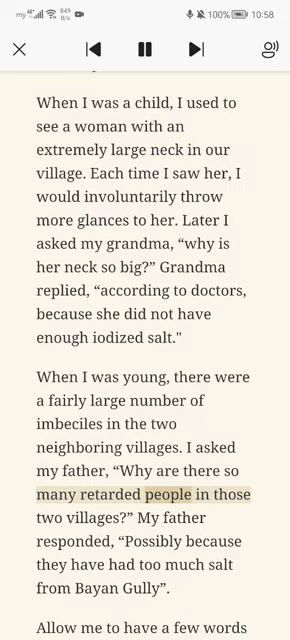 my 4G 849 B/s 100% 10:58
When I was a child, I used to
see a woman with an
extremely large neck in our
village. Each time I saw her, I
would involuntarily throw
more glances to her. Later I
asked my grandma, “why is
her neck so big?” Grandma
replied, “according to doctors,
because she did not have
enough iodized salt."
When I was young, there were
a fairly large number of
imbeciles in the two
neighboring villages. I asked
my father, “Why are there so
many retarded people in those
two villages?” My father
responded, “Possibly because
they have had too much salt
from Bayan Gully”.
Allow me to have a few words